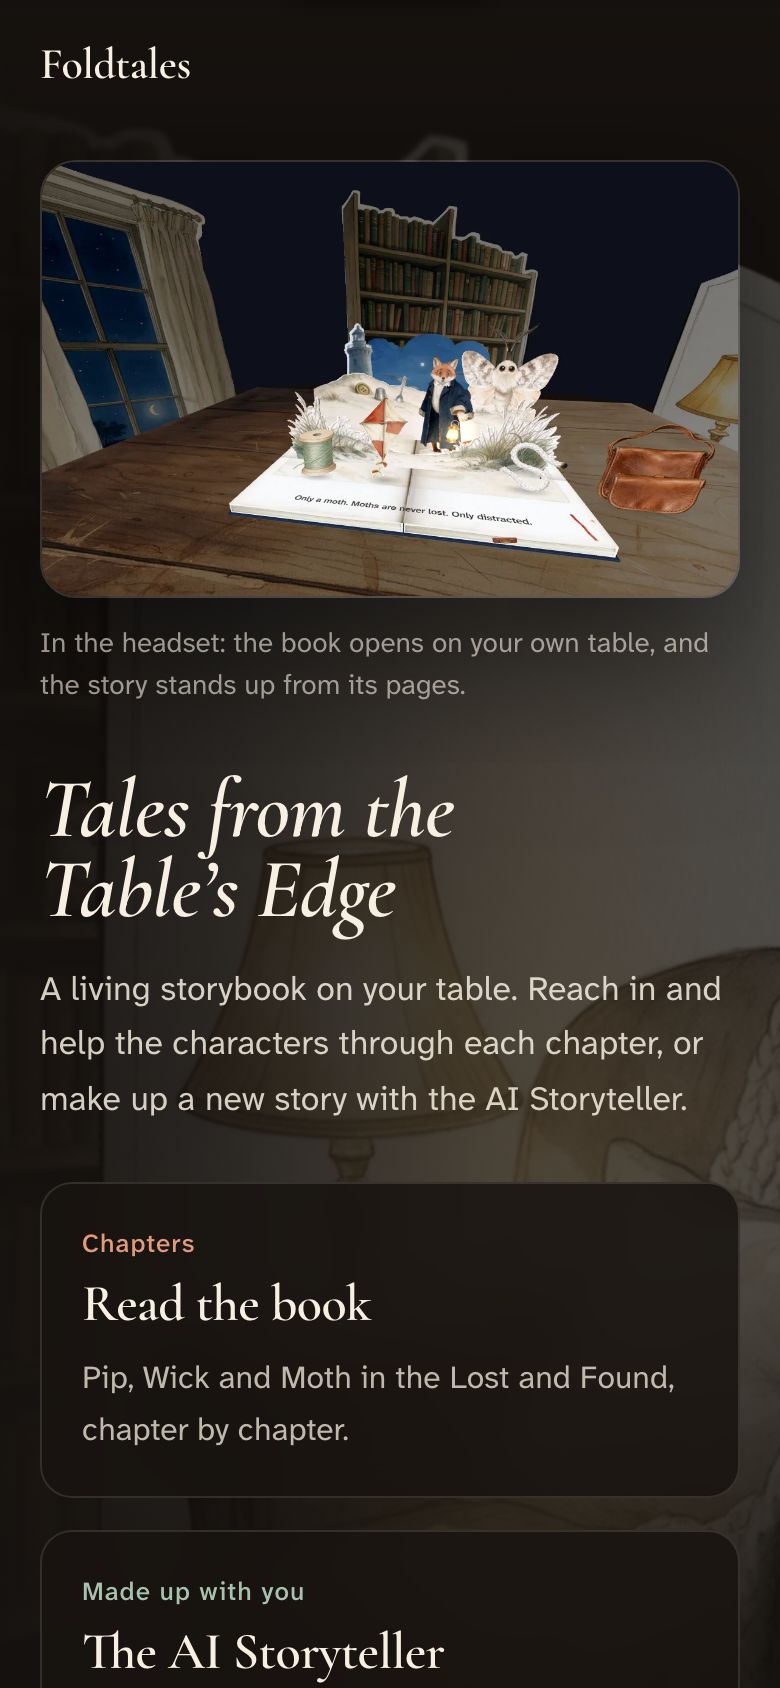 Foldtales
Only a moth. Moths are never lost. Only distracted.
In the headset: the book opens on your own table, and
the story stands up from its pages.
Tales from the
Table’s Edge
A living storybook on your table. Reach in and
help the characters through each chapter, or
make up a new story with the AI Storyteller.
Chapters
Read the book
Pip, Wick and Moth in the Lost and Found,
chapter by chapter.
Made up with you
The AI Storyteller